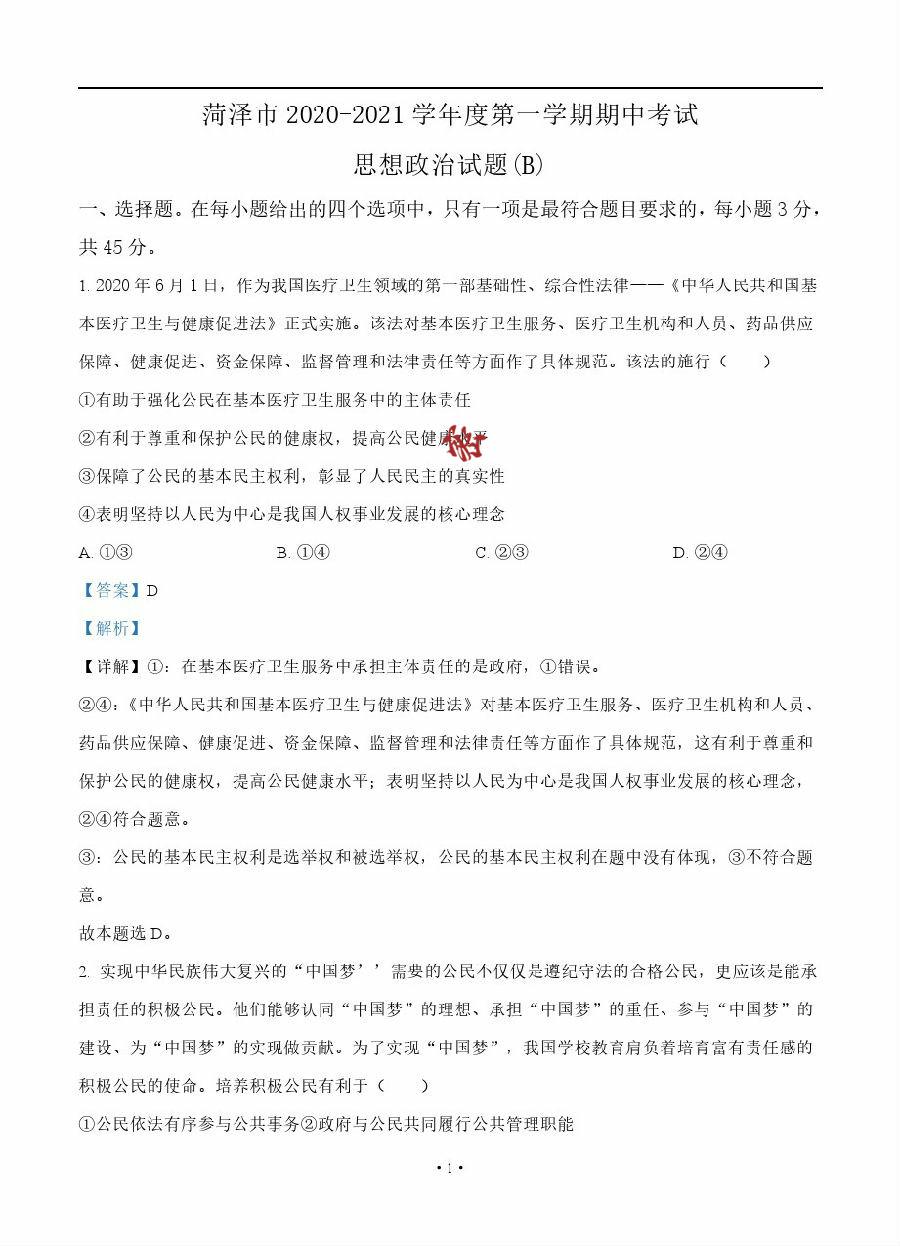 菏泽市 2020-2021 学年度第一学期期中考试
思想政治试题(B)
一、选择题。在每小题给出的四个选项中，只有一项是最符合题目要求的，每小题 3 分，
共 45 分。
1. 2020 年 6 月 1 日，作为我国医疗卫生领域的第一部基础性、综合性法律——《中华人民共和国基
本医疗卫生与健康促进法》正式实施。该法对基本医疗卫生服务、医疗卫生机构和人员、药品供应
保障、健康促进、资金保障、监督管理和法律责任等方面作了具体规范。该法的施行（　　）
①有助于强化公民在基本医疗卫生服务中的主体责任
②有利于尊重和保护公民的健康权，提高公民健康水平
③保障了公民的基本民主权利，彰显了人民民主的真实性
④表明坚持以人民为中心是我国人权事业发展的核心理念
A. ①③　B. ①④　C. ②③　D. ②④
【答案】D
【解析】
【详解】①：在基本医疗卫生服务中承担主体责任的是政府，①错误。
②④：《中华人民共和国基本医疗卫生与健康促进法》对基本医疗卫生服务、医疗卫生机构和人员、
药品供应保障、健康促进、资金保障、监督管理和法律责任等方面作了具体规范，这有利于尊重和
保护公民的健康权，提高公民健康水平；表明坚持以人民为中心是我国人权事业发展的核心理念，
②④符合题意。
③：公民的基本民主权利是选举权和被选举权，公民的基本民主权利在题中没有体现，③不符合题
意。
故本题选 D。
2. 实现中华民族伟大复兴的“中国梦’’需要的公民不仅仅是遵纪守法的合格公民，更应该是能承
担责任的积极公民。他们能够认同“中国梦”的理想、承担“中国梦”的重任、参与“中国梦”的
建设、为“中国梦”的实现做贡献。为了实现“中国梦”，我国学校教育肩负着培育富有责任感的
积极公民的使命。培养积极公民有利于（　　）
①公民依法有序参与公共事务②政府与公民共同履行公共管理职能
•1•